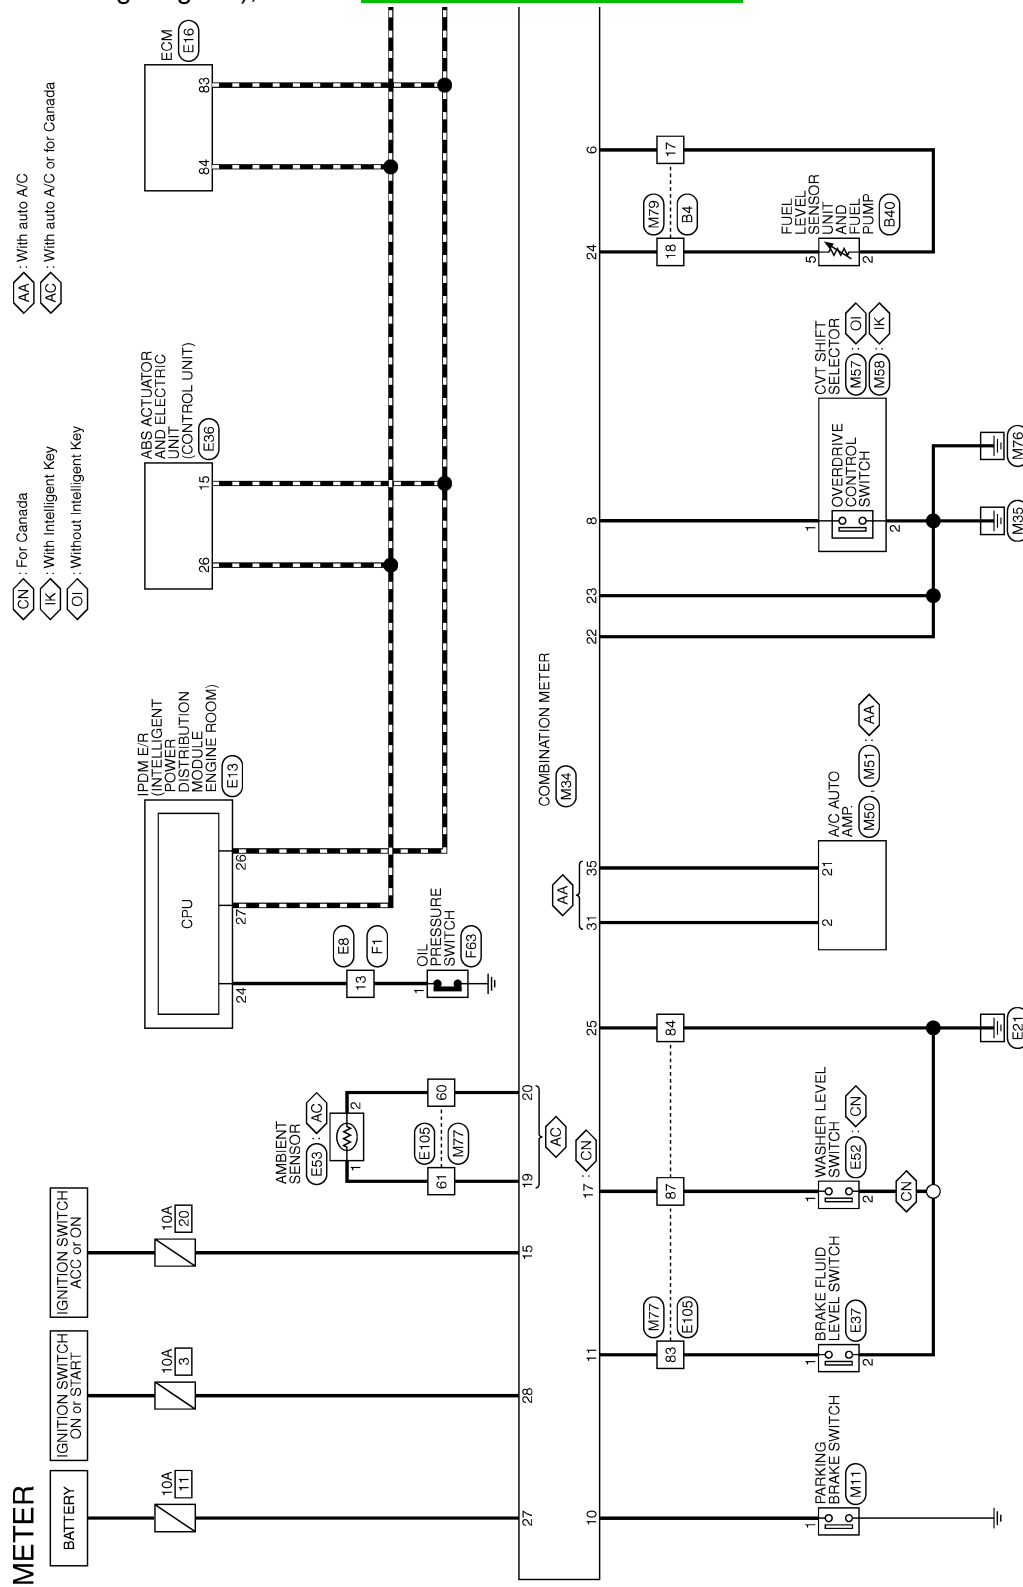 METER
BATTERY
10A
11
27
IGNITION SWITCH
ON or START
10A
3
28
IGNITION SWITCH
ACC or ON
10A
20
15
AMBIENT
SENSOR
E53 : AC
1
2
E105
M77
61
60
19
20
AC
CN : For Canada
IK : With Intelligent Key
OI : Without Intelligent Key
AA : With auto A/C
AC : With auto A/C or for Canada
IPDM E/R
(INTELLIGENT
POWER
DISTRIBUTION
MODULE
ENGINE ROOM)
E13
CPU
24
27
26
E8
F1
13
1
OIL
PRESSURE
SWITCH
F63
ABS ACTUATOR
AND ELECTRIC
UNIT
(CONTROL UNIT)
E36
26
15
ECM
E16
84
83
COMBINATION METER
M34
10
11
17 : CN
25
AA
31
35
22
23
8
24
6
1
PARKING
BRAKE SWITCH
M11
M77
E105
83
87
84
1
2
BRAKE FLUID
LEVEL SWITCH
E37
1
2
WASHER LEVEL
SWITCH
E52 : CN
CN
E21
2
21
A/C AUTO
AMP.
M50 , M51 : AA
1
2
OVERDRIVE
CONTROL
SWITCH
CVT SHIFT
SELECTOR
M57 : OI
M58 : IK
M35
M76
M79
B4
18
17
5
2
FUEL
LEVEL
SENSOR
UNIT
AND
FUEL
PUMP
B40